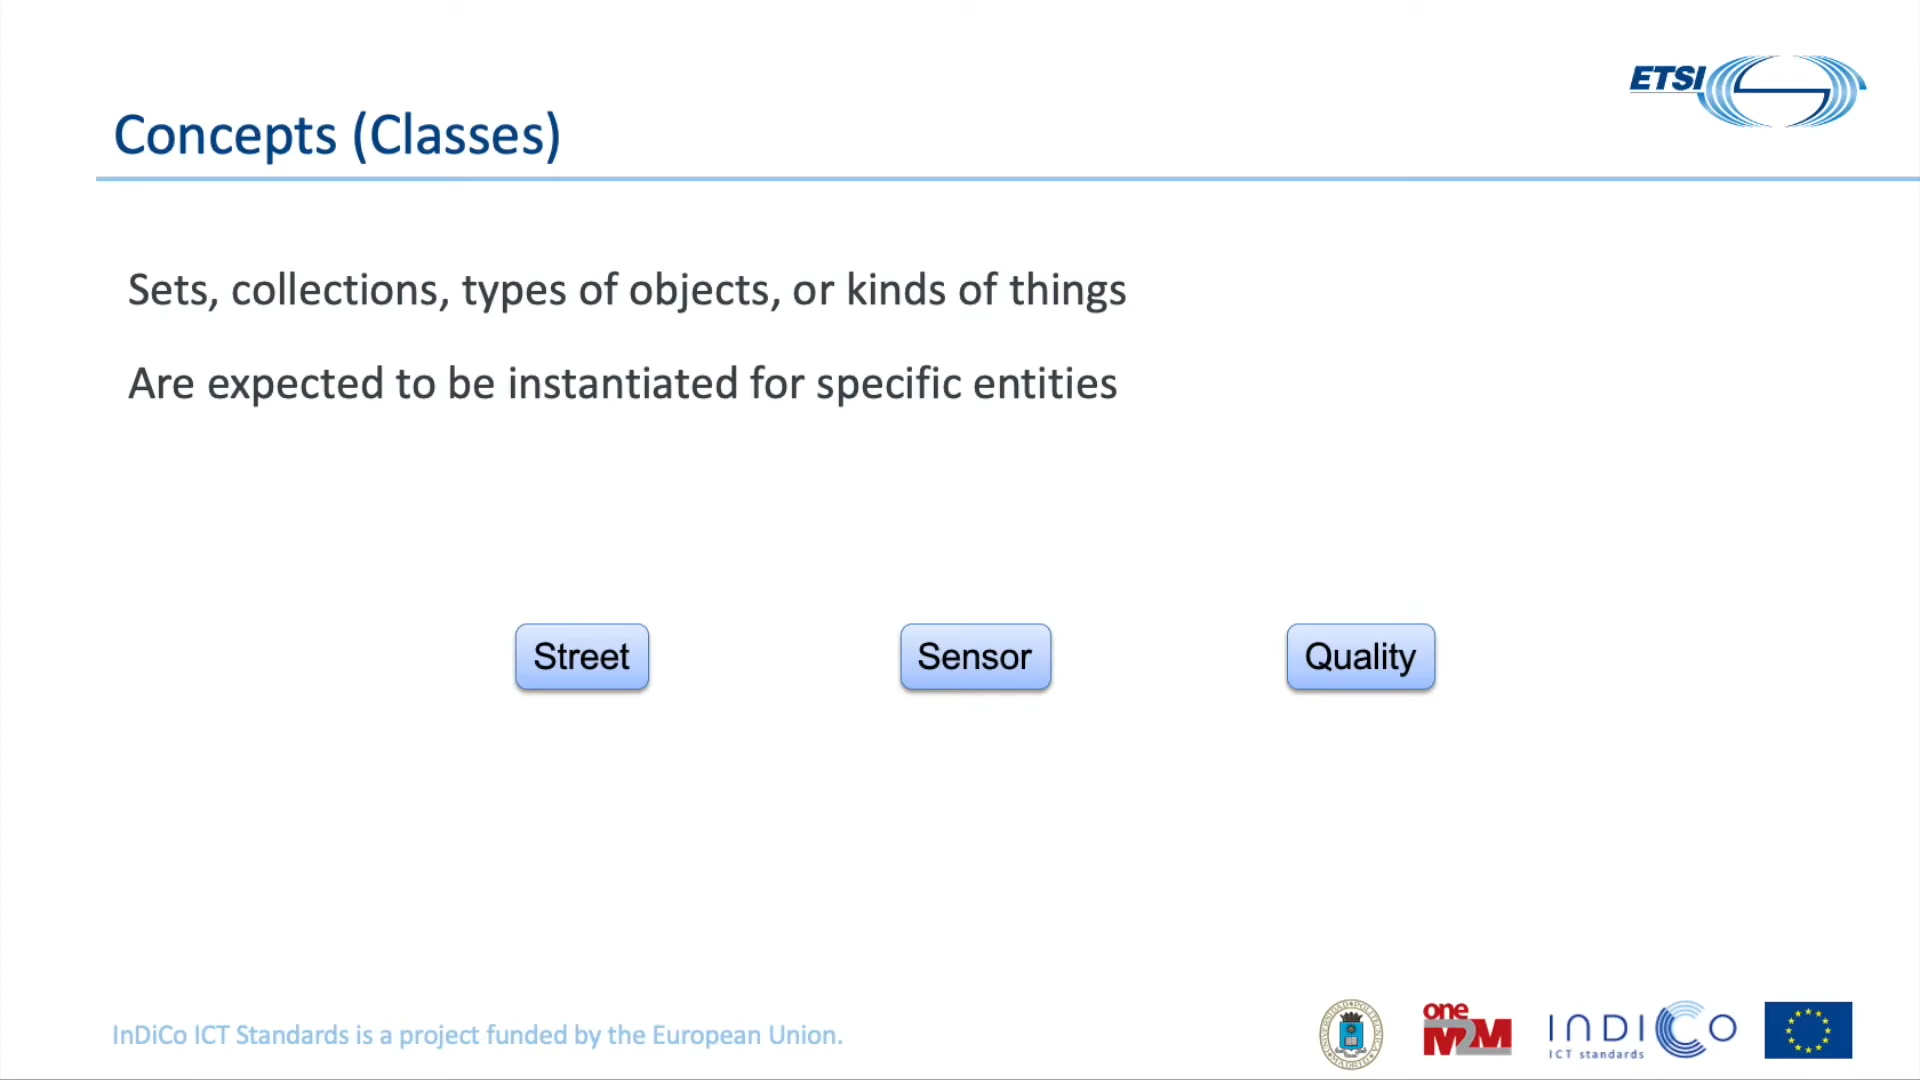 ETSI
Concepts (Classes)
Sets, collections, types of objects, or kinds of things
Are expected to be instantiated for specific entities
Street
Sensor
Quality
InDiCo ICT Standards is a project funded by the European Union.
one
M2M
INDICO
ICT standards